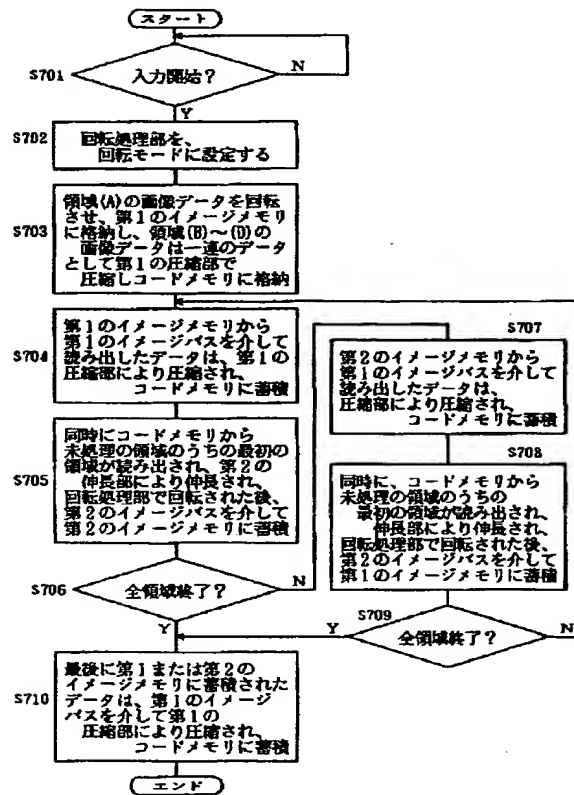 スタート
S701
入力開始?
N
Y
S702
回転処理部を、
回転モードに設定する
S703
領域(A)の画像データを回転
させ、第1のイメージメモリ
に格納し、領域(B)〜(D)の
画像データは一連のデータ
として第1の圧縮部で
圧縮しコードメモリに格納
S704
第1のイメージメモリから
第1のイメージバスを介して
読み出したデータは、第1の
圧縮部により圧縮され、
コードメモリに蓄積
S705
同時にコードメモリから
未処理の領域のうちの最初の
領域が読み出され、第2の
伸長部により伸長され、
回転処理部で回転された後、
第2のイメージバスを介して
第2のイメージメモリに蓄積
S706
全領域終了?
N
Y
S707
第2のイメージメモリから
第1のイメージバスを介して
読み出したデータは、
圧縮部により圧縮され、
コードメモリに蓄積
S708
同時に、コードメモリから
未処理の領域のうちの
最初の領域が読み出され、
伸長部により伸長され、
回転処理部で回転された後、
第2のイメージバスを介して
第1のイメージメモリに蓄積
S709
全領域終了?
Y
N
S710
最後に第1または第2の
イメージメモリに蓄積された
データは、第1のイメージ
バスを介して第1の
圧縮部により圧縮され、
コードメモリに蓄積
エンド